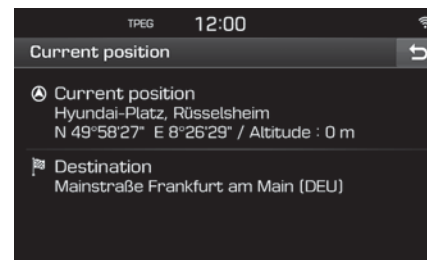 TPEG 12:00
Current position
Current position
Hyundai-Platz, Rüsselsheim
N 49°58'27" E 8°26'29" / Altitude : 0 m
Destination
Mainstraße Frankfurt am Main (DEU)